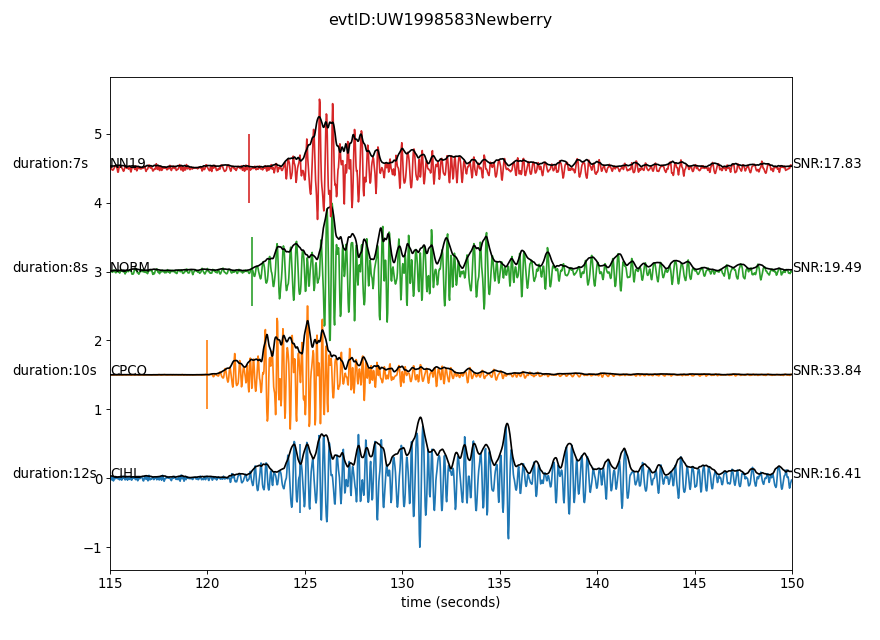 evtID:UW1998583Newberry
5
duration:7s NN19 SNR:17.83
4
duration:8s NORM SNR:19.49
3
2
duration:10s CPCO SNR:33.84
1
duration:12s CIHL SNR:16.41
0
−1
115 120 125 130 135 140 145 150
time (seconds)